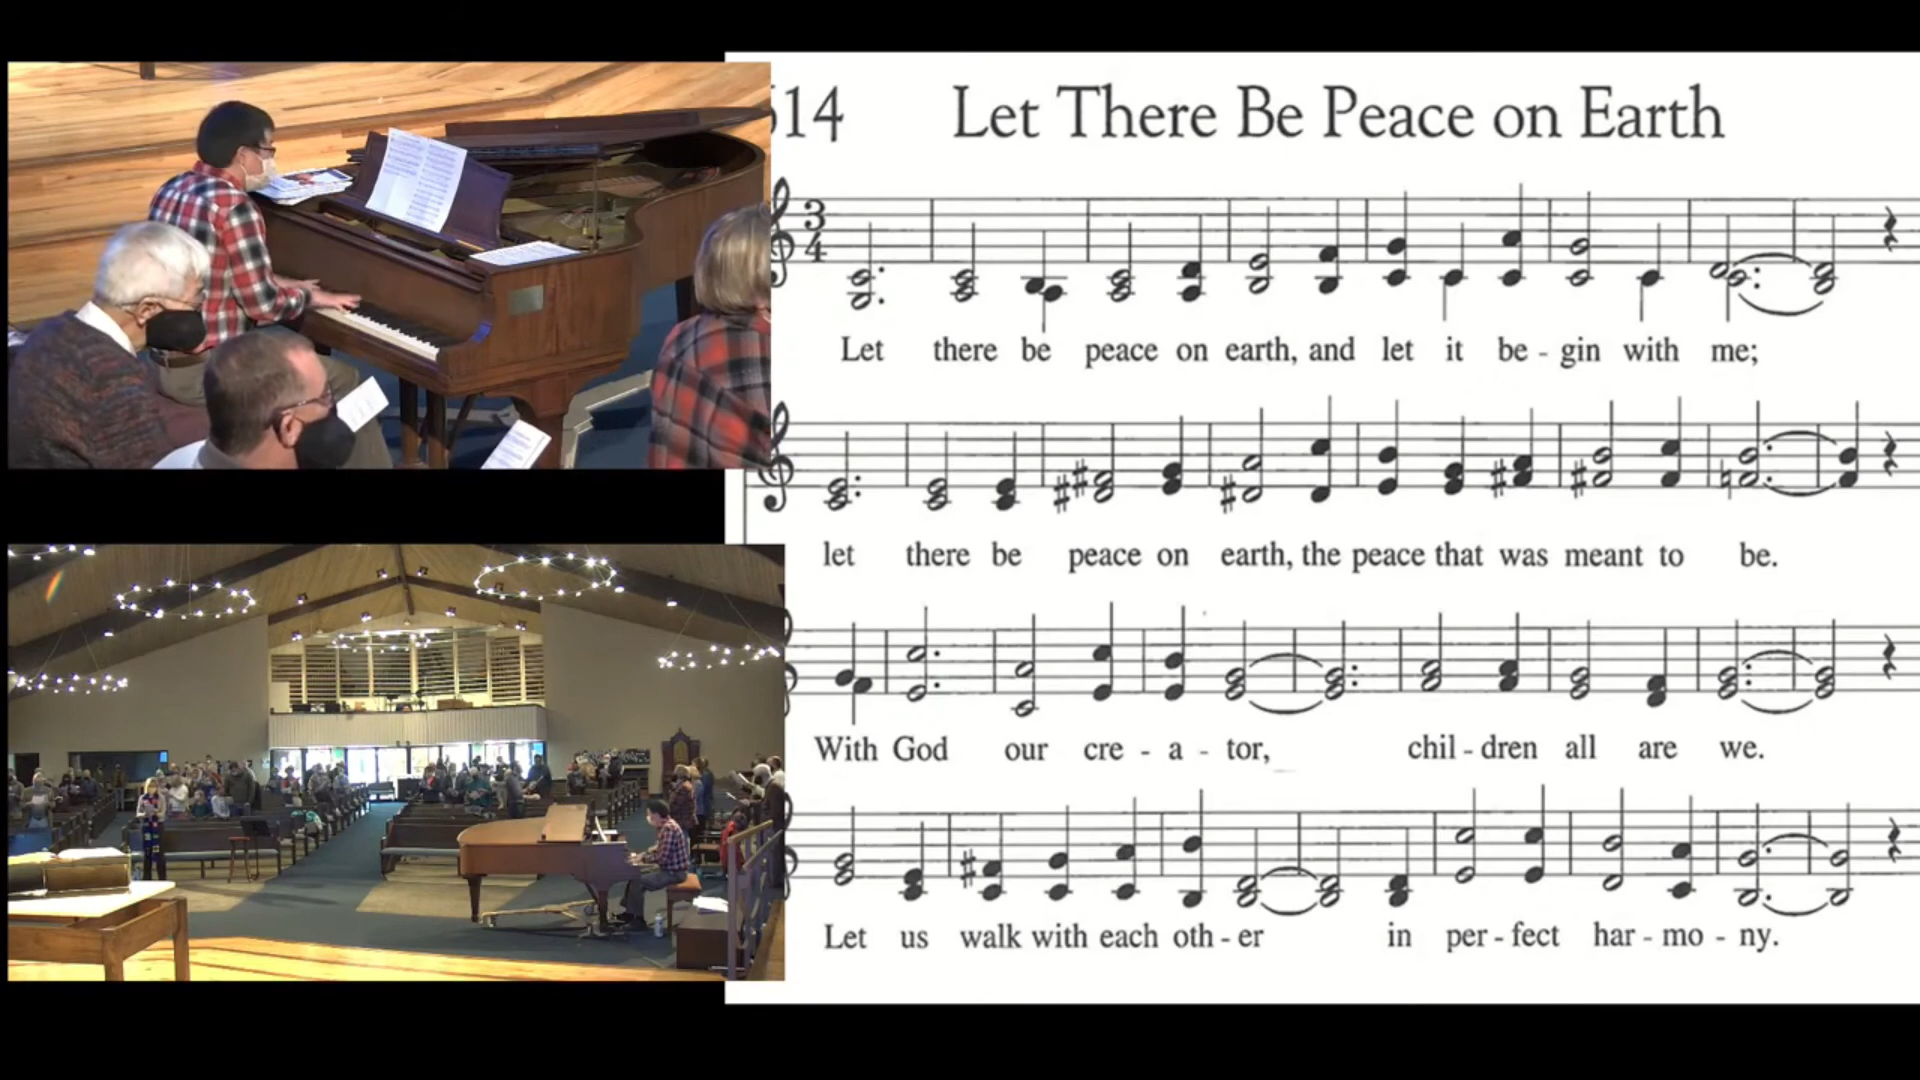 614 Let There Be Peace on Earth
3
4
Let there be peace on earth, and let it be - gin with me;
let there be peace on earth, the peace that was meant to be.
With God our cre - a - tor, chil - dren all are we.
Let us walk with each oth - er in per - fect har - mo - ny.